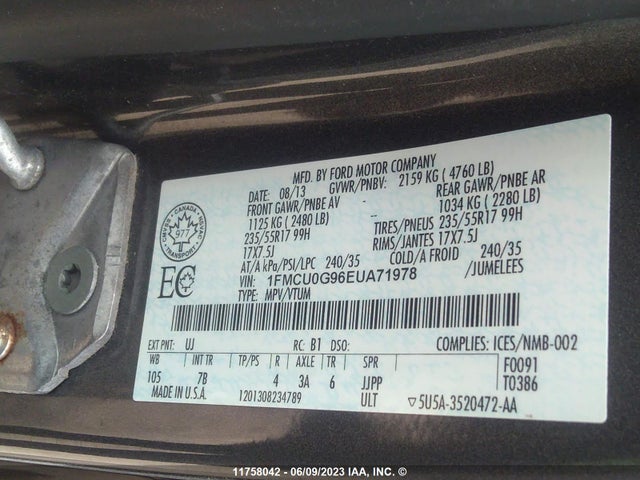 MFD. BY FORD MOTOR COMPANY
DATE: 08/13 GVWR/PNBV: 2159 KG ( 4760 LB)
FRONT GAWR/PNBE AV -- REAR GAWR/PNBE AR
1125 KG ( 2480 LB) -- 1034 KG ( 2280 LB)
235/55R17 99H TIRES/PNEUS 235/55R17 99H
17X7.5J RIMS/JANTES 17X7.5J
AT/A kPa/PSI/LPC 240/35 COLD/A FROID 240/35
VIN: 1FMCU0G96EUA71978 /JUMELEES
TYPE: MPV/VTUM
CANADA
977
TRANSPORT
EC
EXT PNT: UJ RC: B1 DSO: COMPLIES: ICES/NMB-002
WB INT TR TP/PS R AXLE TR SPR F0091
105 7B 4 3A 6 JJPP T0386
MADE IN U.S.A. 1201308234789 ULT ▽5U5A-3520472-AA
11758042 - 06/09/2023 IAA, INC. ©